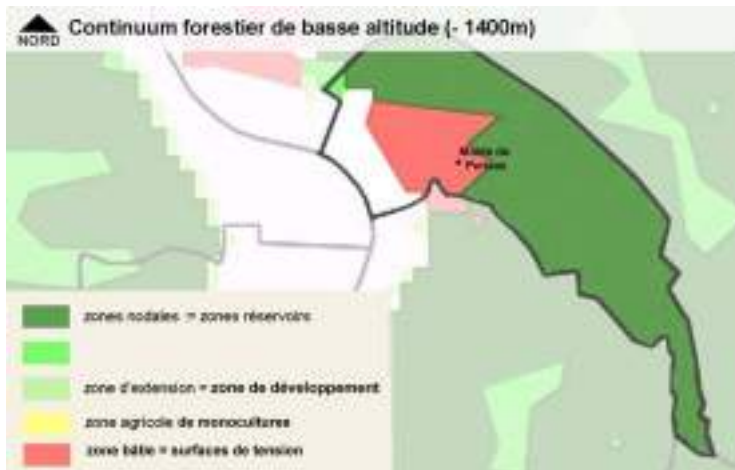 Continuum forestier de basse altitude (- 1400m)
NORD
zones nodales = zones réservoirs
zone d'extension = zone de développement
zone agricole de monocultures
zone bâtie = surfaces de tension